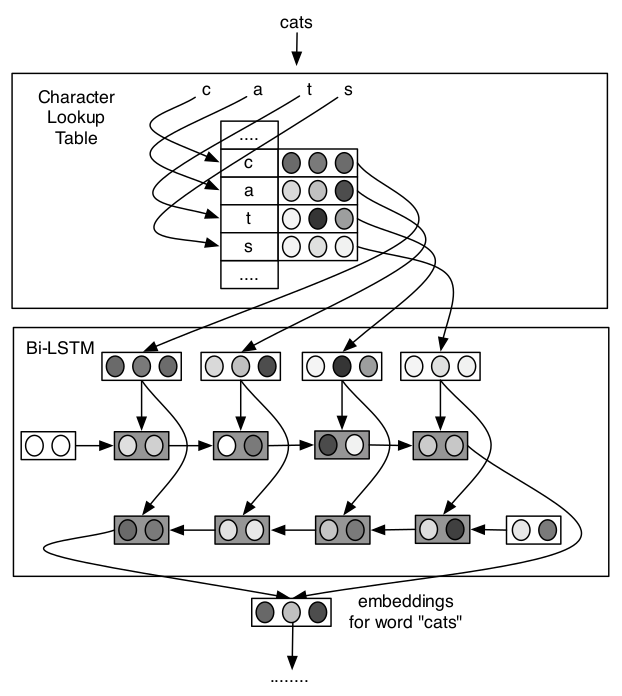 cats
c a t s
Character
Lookup
Table
....
c
a
t
s
....
Bi-LSTM
embeddings
for word "cats"
........